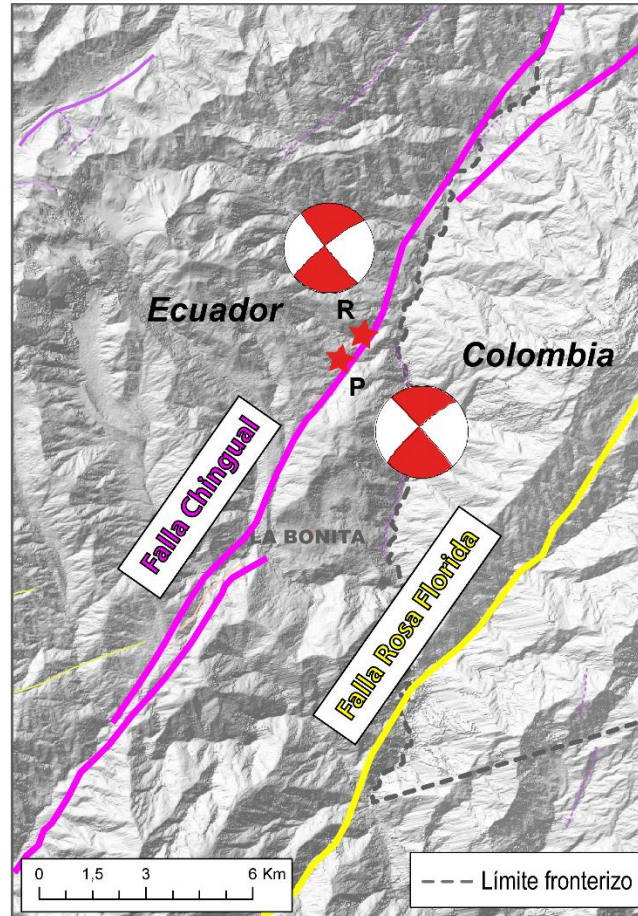 Ecuador
R
Colombia
P
Falla Chingual
LA BONITA
Falla Rosa Florida
0 1,5 3 6 Km
Límite fronterizo